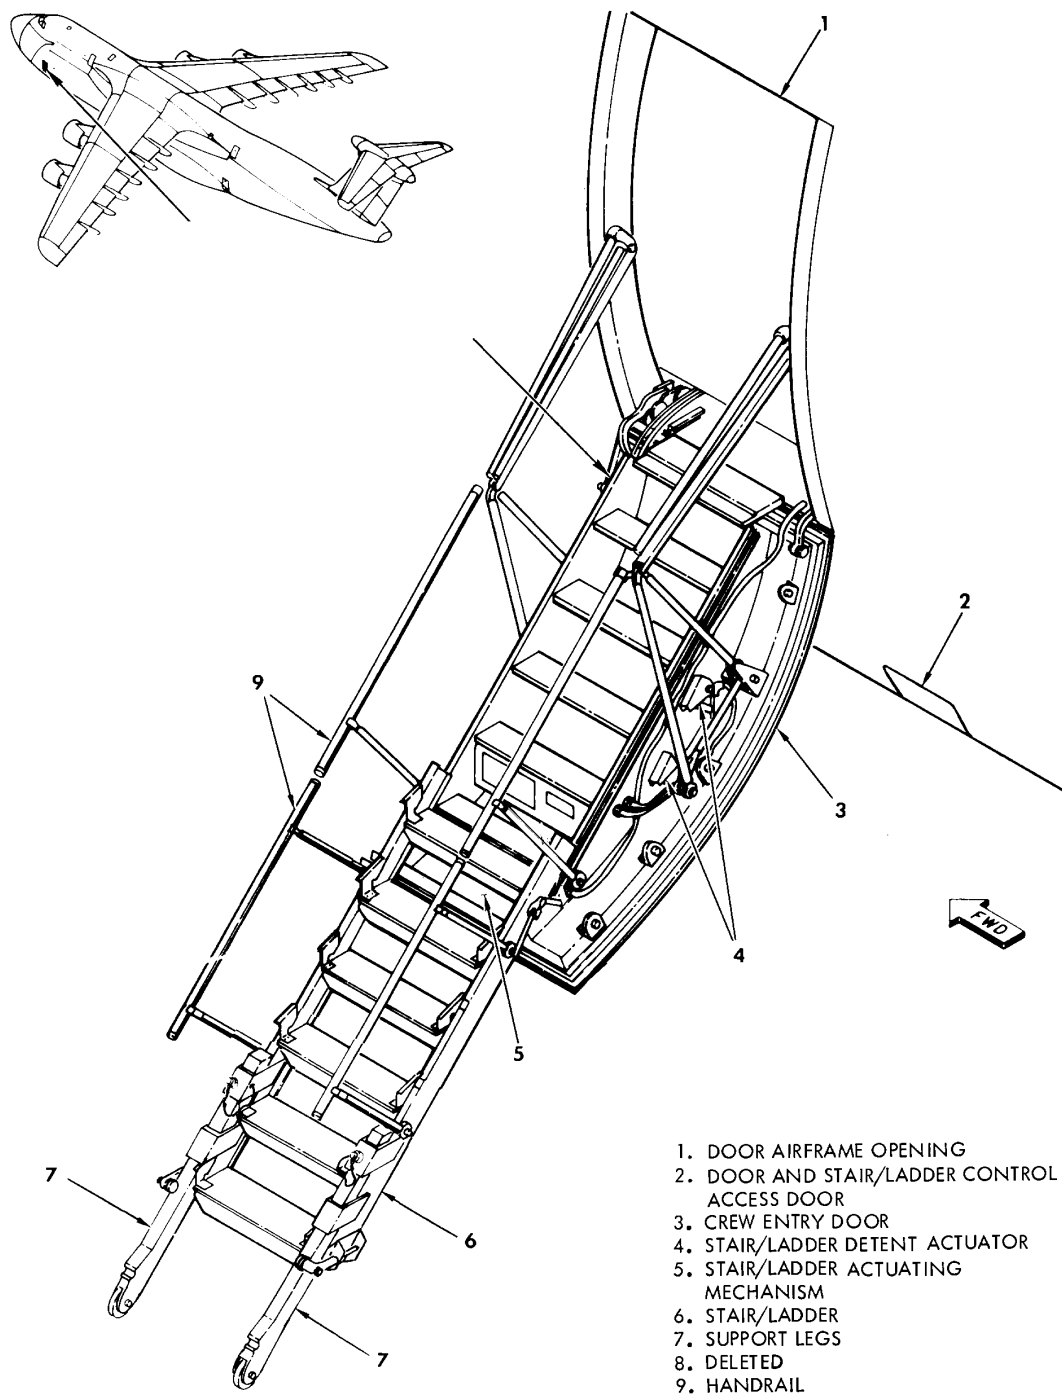 1
2
9
3
FWD
4
5
7
6
7
1. DOOR AIRFRAME OPENING
2. DOOR AND STAIR/LADDER CONTROL
ACCESS DOOR
3. CREW ENTRY DOOR
4. STAIR/LADDER DETENT ACTUATOR
5. STAIR/LADDER ACTUATING
MECHANISM
6. STAIR/LADDER
7. SUPPORT LEGS
8. DELETED
9. HANDRAIL